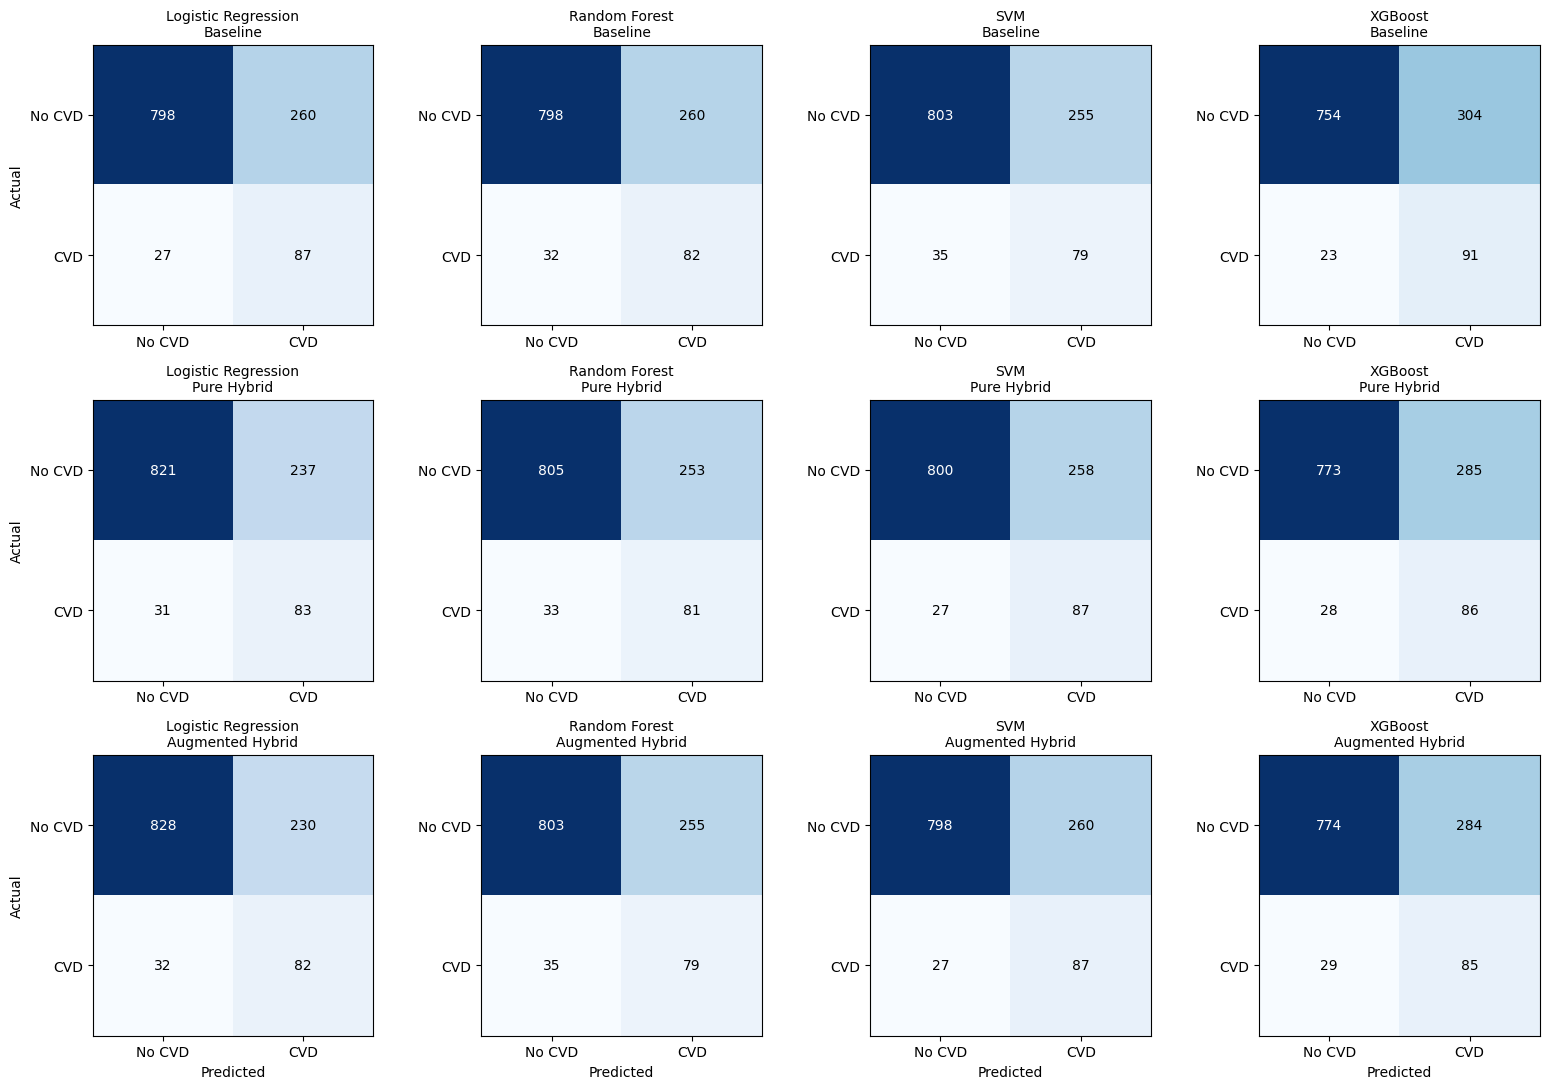 Logistic Regression
Baseline
Random Forest
Baseline
SVM
Baseline
XGBoost
Baseline
Actual
No CVD
798
260
CVD
27
87
No CVD
CVD
No CVD
798
260
CVD
32
82
No CVD
CVD
No CVD
803
255
CVD
35
79
No CVD
CVD
No CVD
754
304
CVD
23
91
No CVD
CVD
Logistic Regression
Pure Hybrid
Random Forest
Pure Hybrid
SVM
Pure Hybrid
XGBoost
Pure Hybrid
Actual
No CVD
821
237
CVD
31
83
No CVD
CVD
No CVD
805
253
CVD
33
81
No CVD
CVD
No CVD
800
258
CVD
27
87
No CVD
CVD
No CVD
773
285
CVD
28
86
No CVD
CVD
Logistic Regression
Augmented Hybrid
Random Forest
Augmented Hybrid
SVM
Augmented Hybrid
XGBoost
Augmented Hybrid
Actual
No CVD
828
230
CVD
32
82
No CVD
CVD
Predicted
No CVD
803
255
CVD
35
79
No CVD
CVD
Predicted
No CVD
798
260
CVD
27
87
No CVD
CVD
Predicted
No CVD
774
284
CVD
29
85
No CVD
CVD
Predicted